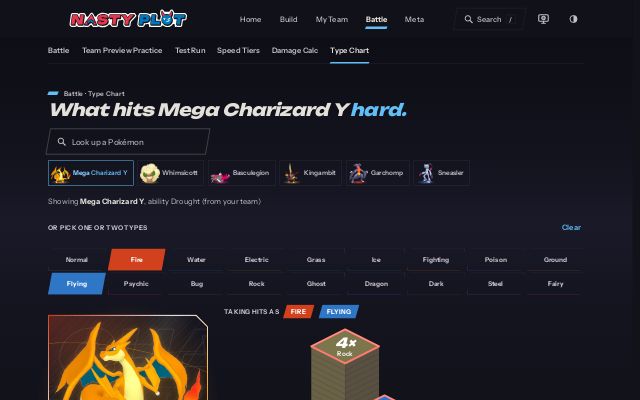 NASTY PLOT
Home Build My Team Battle Meta Search /
Battle Team Preview Practice Test Run Speed Tiers Damage Calc Type Chart
Battle · Type Chart
What hits Mega Charizard Y hard.
Look up a Pokémon
Mega Charizard Y Whimsicott Basculegion Kingambit Garchomp Sneasler
Showing Mega Charizard Y, ability Drought (from your team)
OR PICK ONE OR TWO TYPES Clear
Normal Fire Water Electric Grass Ice Fighting Poison Ground
Flying Psychic Bug Rock Ghost Dragon Dark Steel Fairy
TAKING HITS AS FIRE FLYING
4×
Rock